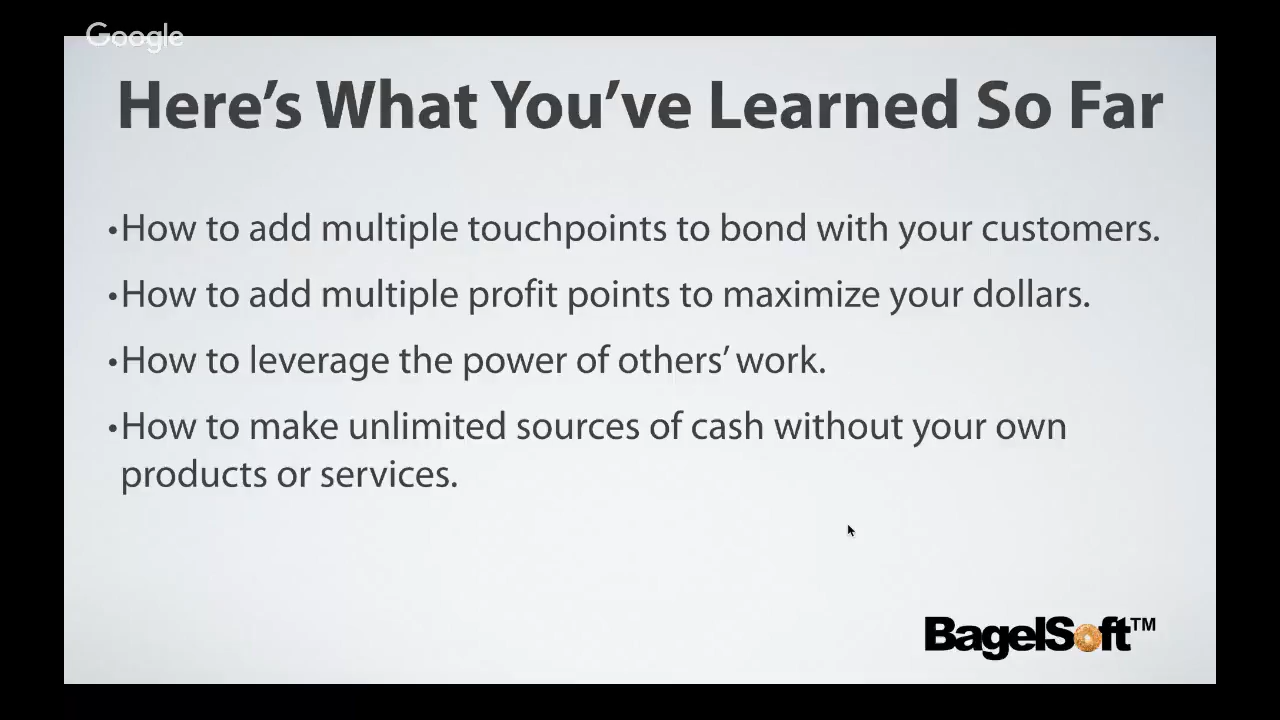 Google
Here’s What You’ve Learned So Far
•How to add multiple touchpoints to bond with your customers.
•How to add multiple profit points to maximize your dollars.
•How to leverage the power of others’ work.
•How to make unlimited sources of cash without your own
products or services.
BagelSoft™